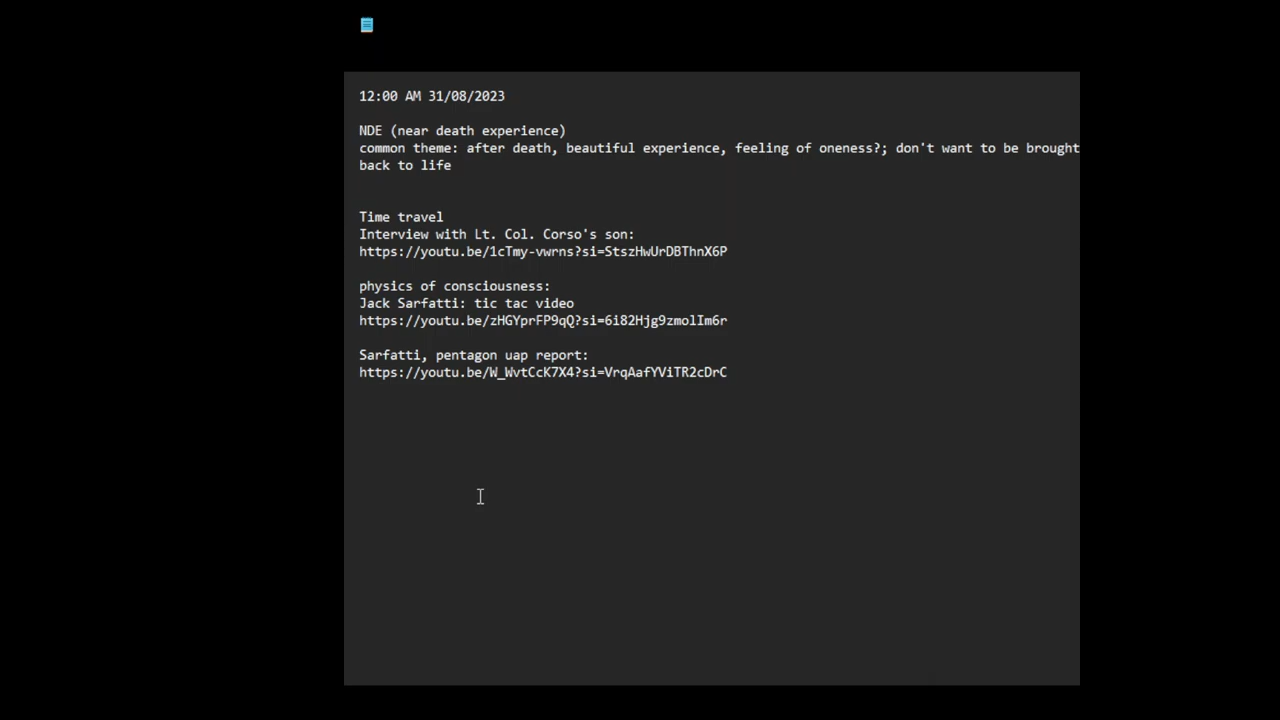 12:00 AM 31/08/2023
NDE (near death experience)
common theme: after death, beautiful experience, feeling of oneness?; don't want to be brought
back to life
Time travel
Interview with Lt. Col. Corso's son:
https://youtu.be/1cTmy-vwrns?si=StszHwUrDBThnX6P
physics of consciousness:
Jack Sarfatti: tic tac video
https://youtu.be/zHGYprFP9qQ?si=6i82Hjg9zmolIm6r
Sarfatti, pentagon uap report:
https://youtu.be/W_WvtCcK7X4?si=VrqAafYViTR2cDrC